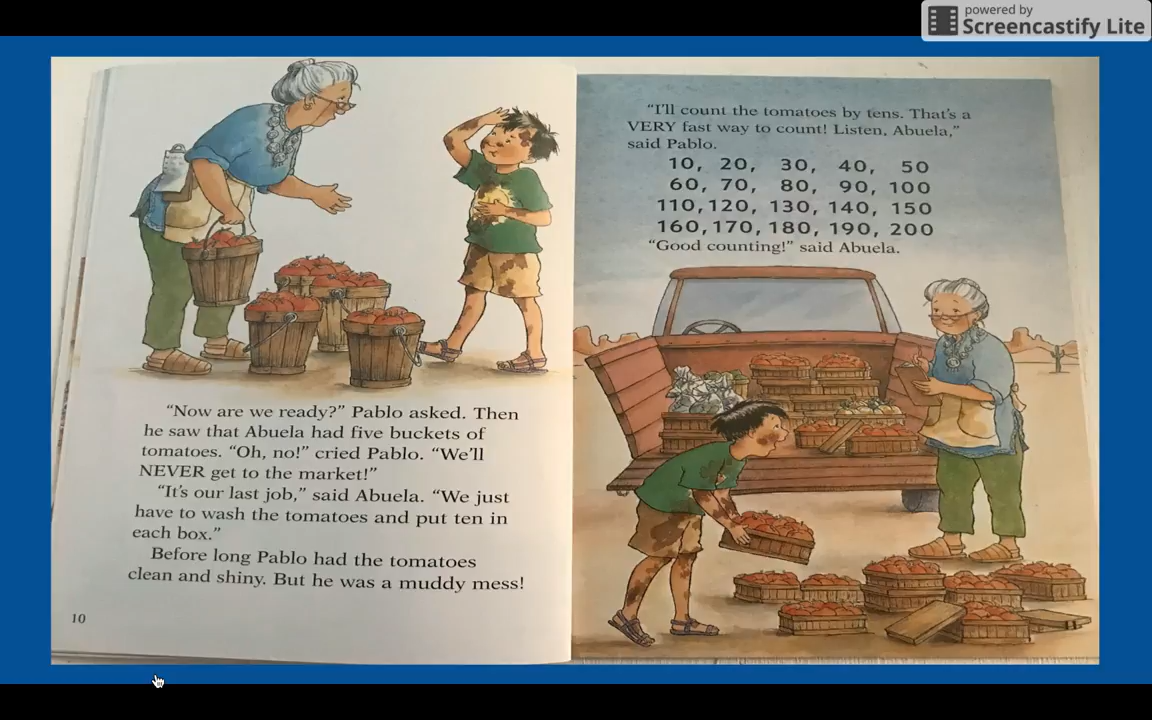 powered by
Screencastify Lite
"Now are we ready?" Pablo asked. Then
he saw that Abuela had five buckets of
tomatoes. "Oh, no!" cried Pablo. "We'll
NEVER get to the market!"
"It's our last job," said Abuela. "We just
have to wash the tomatoes and put ten in
each box."
Before long Pablo had the tomatoes
clean and shiny. But he was a muddy mess!
10
"I'll count the tomatoes by tens. That's a
VERY fast way to count! Listen, Abuela,"
said Pablo.
10, 20, 30, 40, 50
60, 70, 80, 90, 100
110, 120, 130, 140, 150
160, 170, 180, 190, 200
"Good counting!" said Abuela.